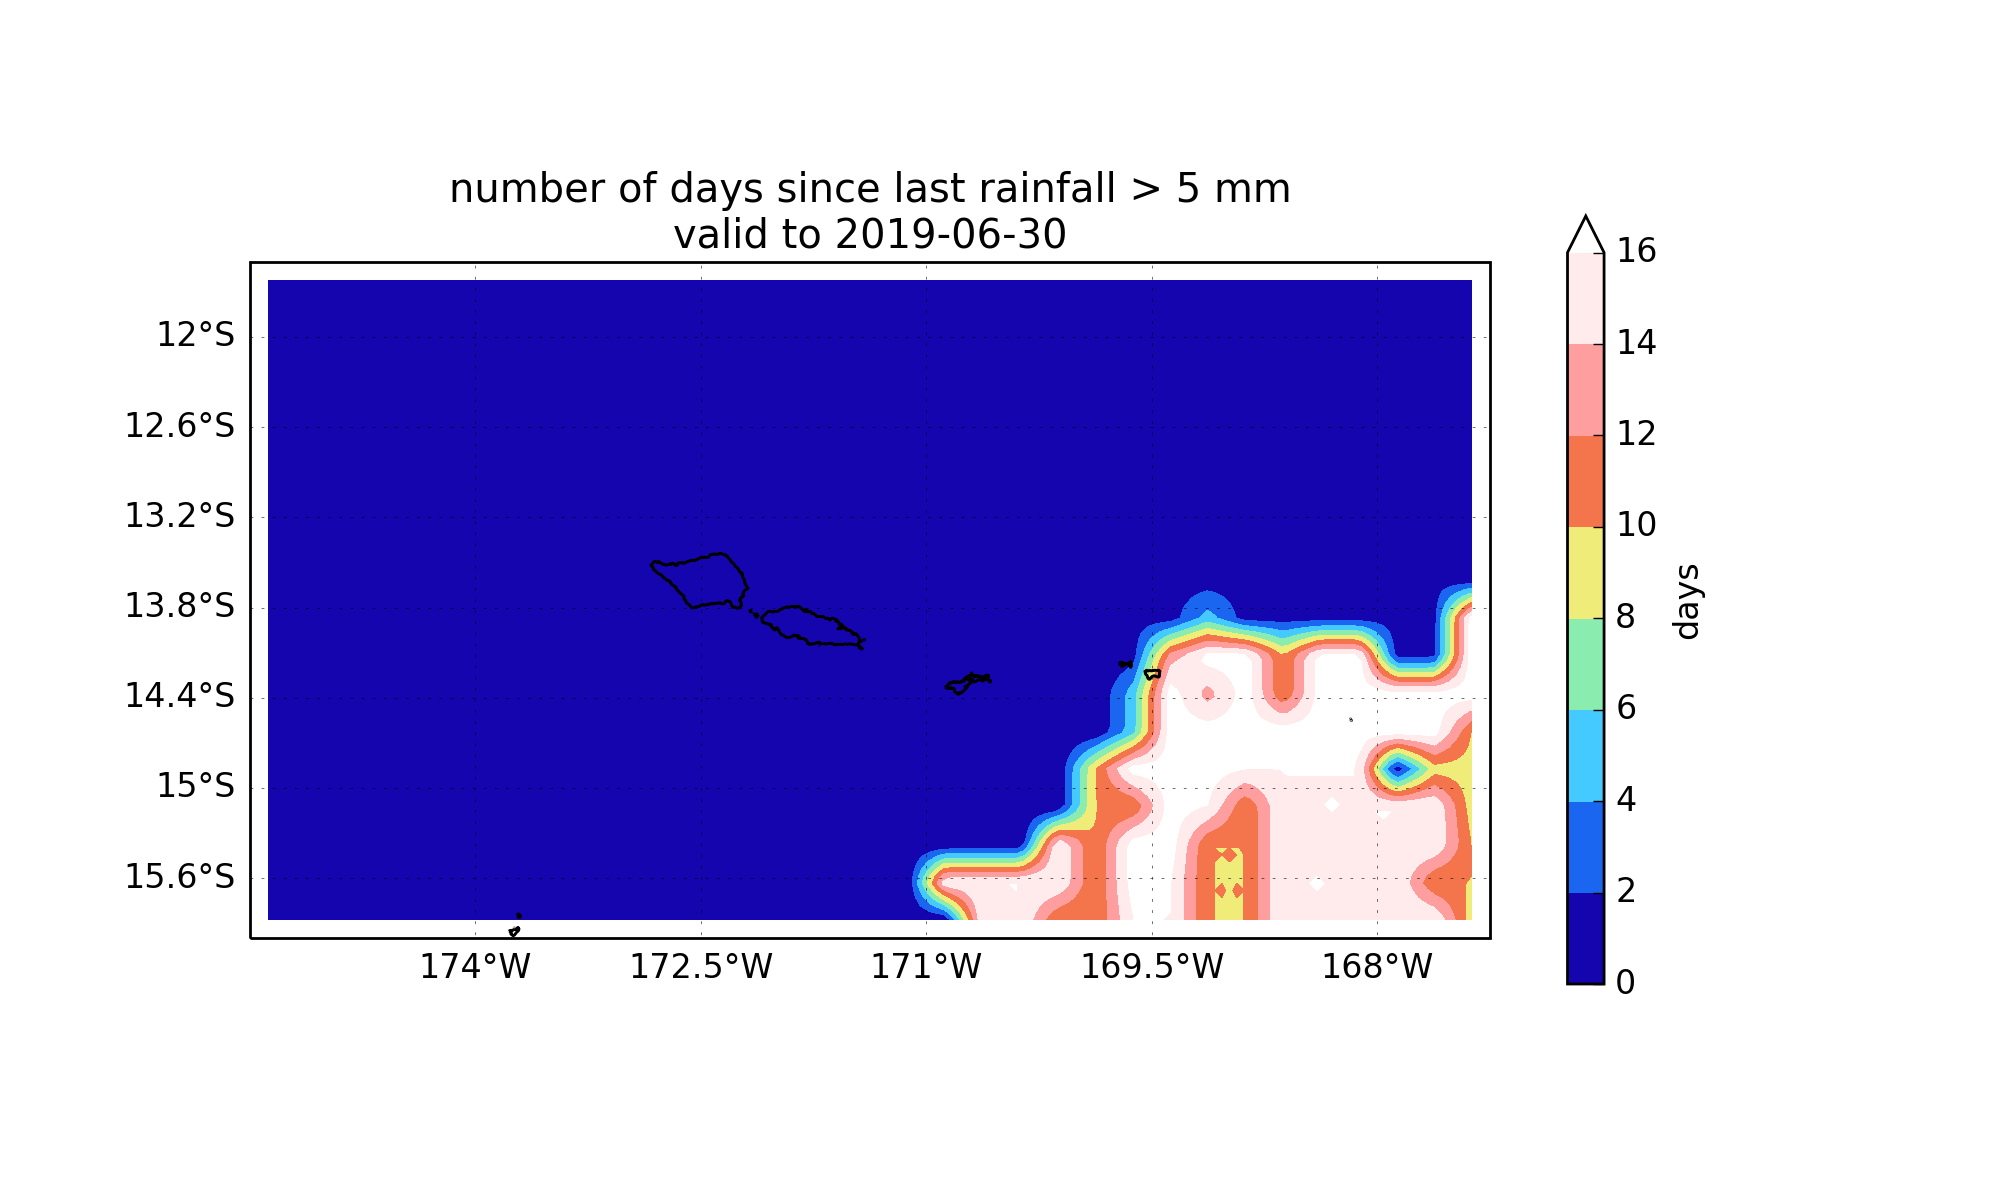 number of days since last rainfall > 5 mm
valid to 2019-06-30
12°S
12.6°S
13.2°S
13.8°S
14.4°S
15°S
15.6°S
174°W
172.5°W
171°W
169.5°W
168°W
16
14
12
10
8
6
4
2
0
days